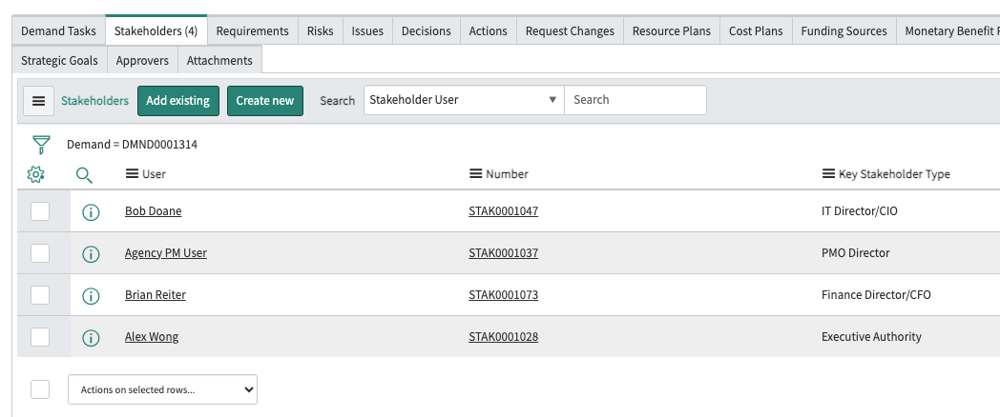 Demand Tasks Stakeholders (4) Requirements Risks Issues Decisions Actions Request Changes Resource Plans Cost Plans Funding Sources Monetary Benefit
Strategic Goals Approvers Attachments
Stakeholders Add existing Create new Search Stakeholder User Search
Demand = DMND0001314
User Number Key Stakeholder Type
Bob Doane STAK0001047 IT Director/CIO
Agency PM User STAK0001037 PMO Director
Brian Reiter STAK0001073 Finance Director/CFO
Alex Wong STAK0001028 Executive Authority
Actions on selected rows...